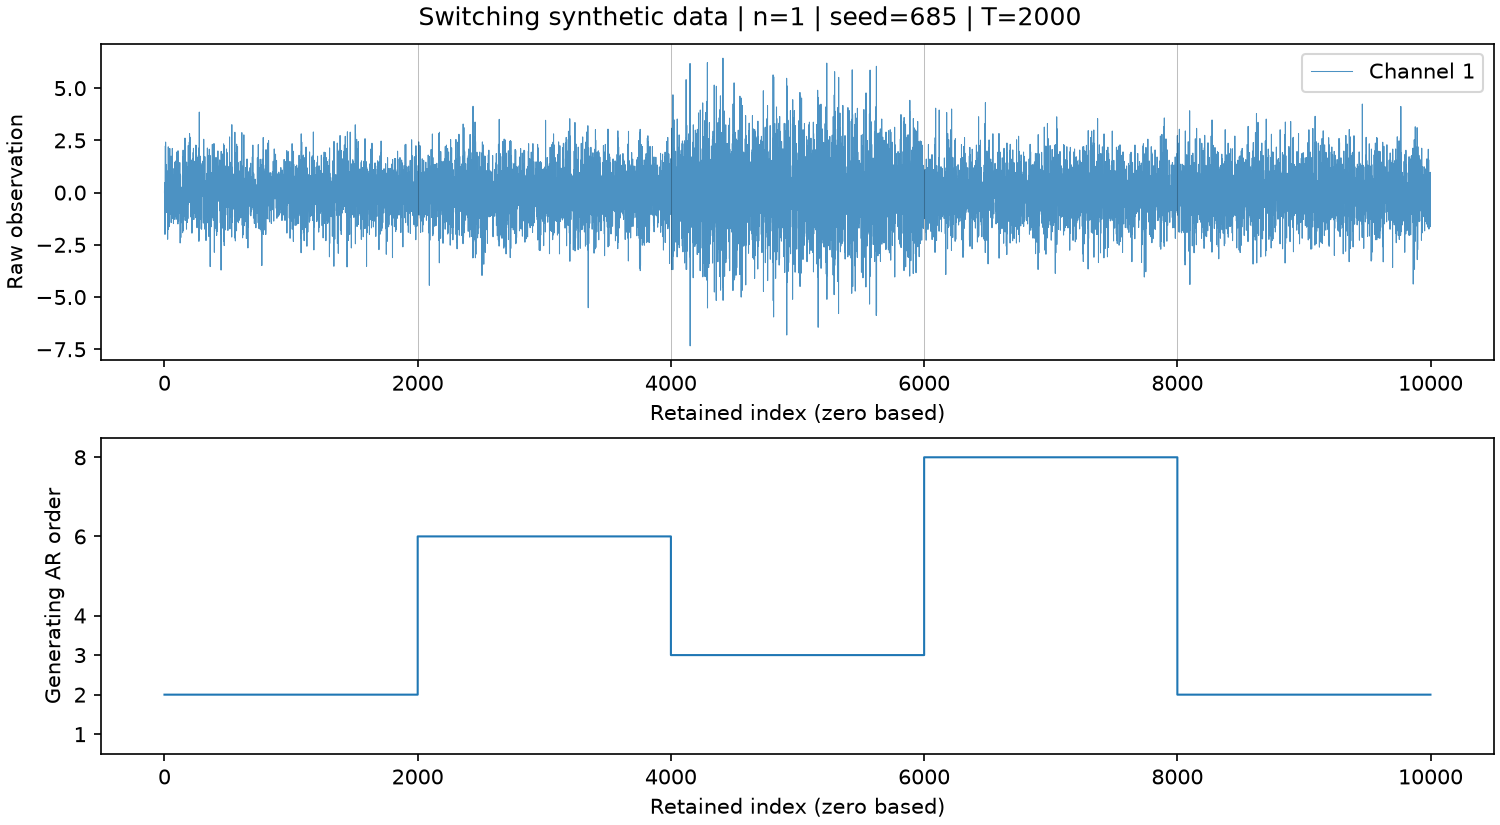 Switching synthetic data | n=1 | seed=685 | T=2000
Channel 1
Raw observation
5.0
2.5
0.0
−2.5
−5.0
−7.5
0 2000 4000 6000 8000 10000
Retained index (zero based)
Generating AR order
8
6
4
3
2
1
0 2000 4000 6000 8000 10000
Retained index (zero based)